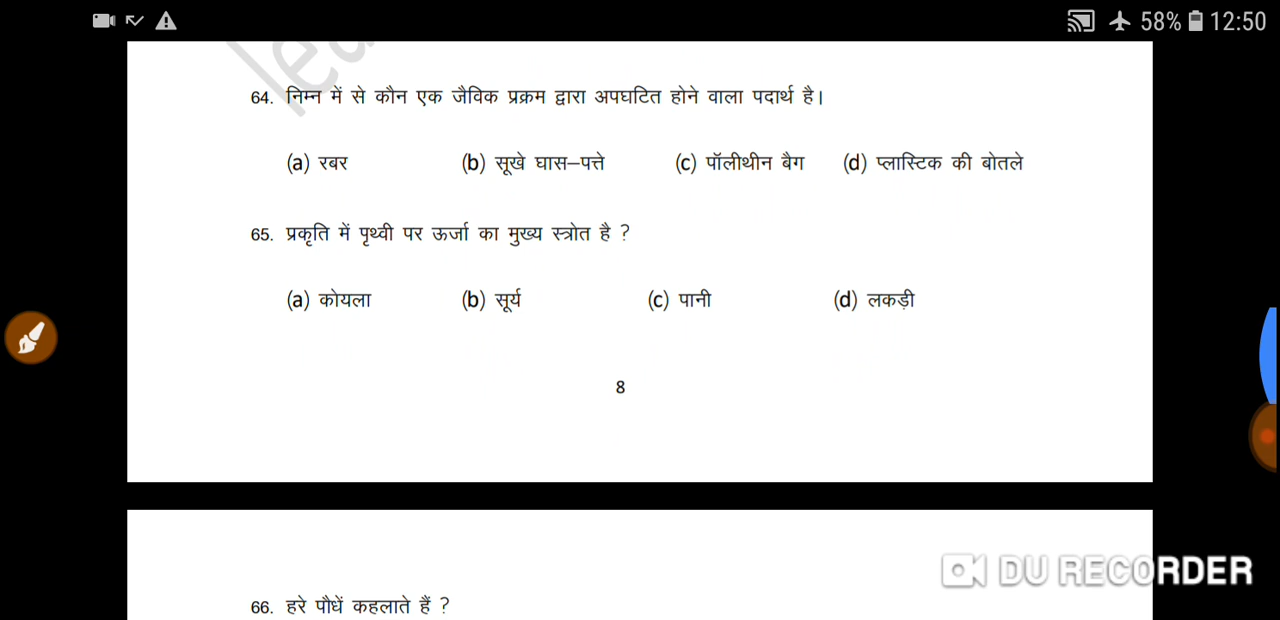 58% 12:50
lea
64. निम्न में से कौन एक जैविक प्रक्रम द्वारा अपघटित होने वाला पदार्थ है।
(a) रबर (b) सूखे घास–पत्ते (c) पॉलीथीन बैग (d) प्लास्टिक की बोतले
65. प्रकृति में पृथ्वी पर ऊर्जा का मुख्य स्त्रोत है ?
(a) कोयला (b) सूर्य (c) पानी (d) लकड़ी
8
DU RECORDER
66. हरे पौधें कहलाते हैं ?